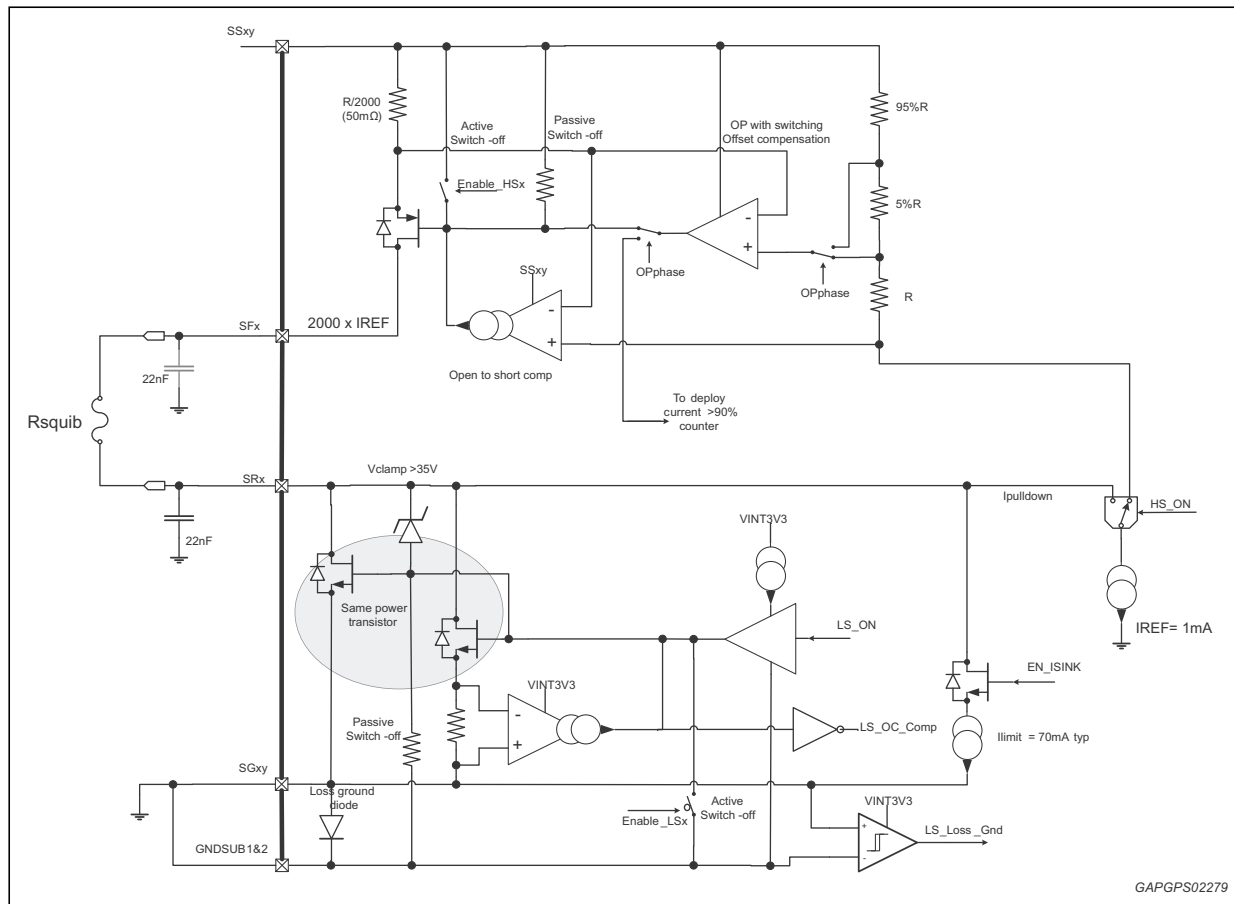 SSxy
R/2000
(50mΩ)
Active
Switch -off
Passive
Switch -off
OP with switching
Offset compensation
95%R
Enable_HSx
5%R
-
+
OPphase
OPphase
SSxy
R
-
+
SFx
2000 x IREF
22nF
Open to short comp
Rsquib
To deploy
current >90%
counter
SRx
Vclamp >35V
Ipulldown
HS_ON
VINT3V3
22nF
Same power
transistor
LS_ON
IREF= 1mA
EN_ISINK
VINT3V3
Passive
Switch -off
-
+
LS_OC_Comp
Ilimit = 70mA typ
SGxy
Loss ground
diode
Active
Switch -off
Enable_LSx
VINT3V3
+
-
LS_Loss_Gnd
GNDSUB1&2
GAPGPS02279